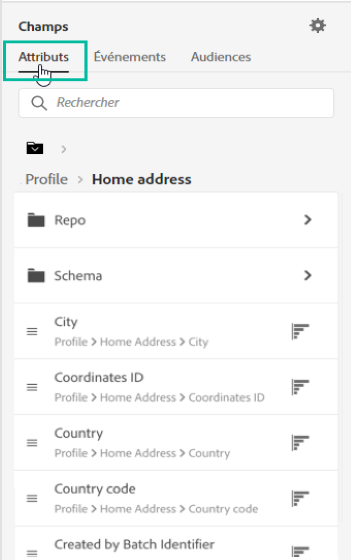 Champs
Attributs Événements Audiences
Rechercher
Profile > Home address
Repo
Schema
City
Profile > Home Address > City
Coordinates ID
Profile > Home Address > Coordinates ID
Country
Profile > Home Address > Country
Country code
Profile > Home Address > Country code
Created by Batch Identifier